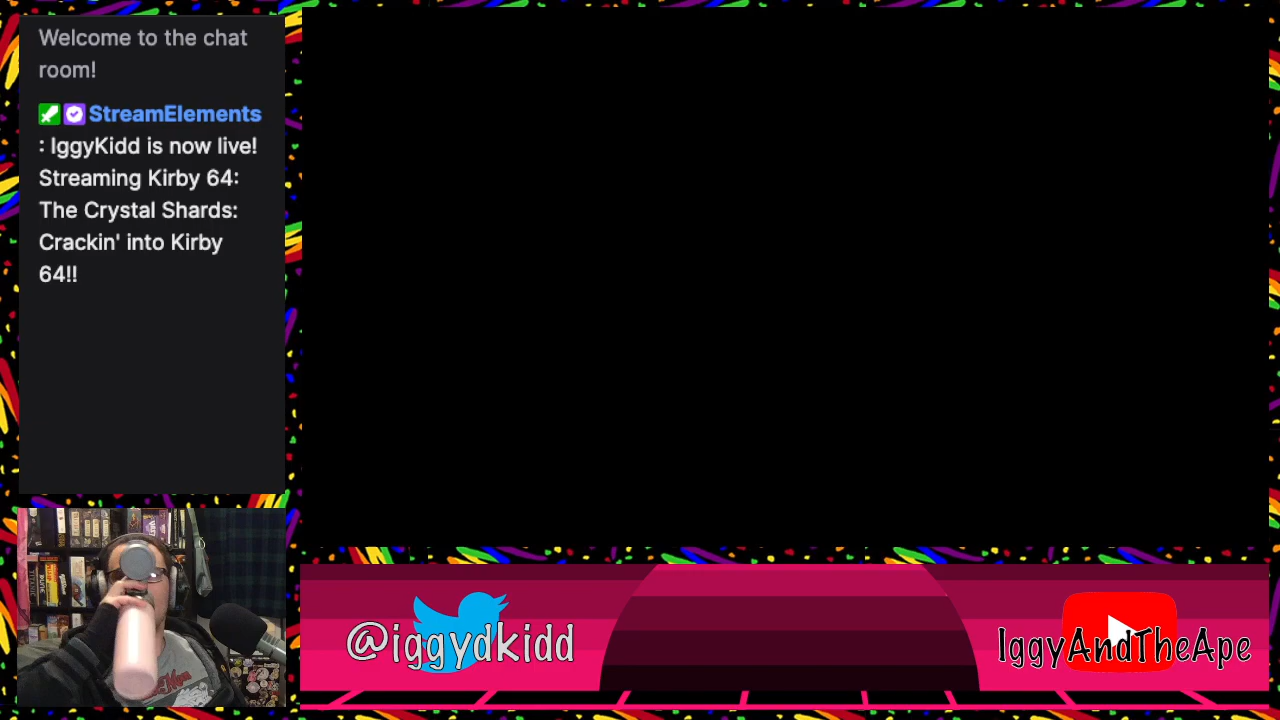 Welcome to the chat
room!
StreamElements
: IggyKidd is now live!
Streaming Kirby 64:
The Crystal Shards:
Crackin' into Kirby
64!!
@iggydkidd
IggyAndTheApe